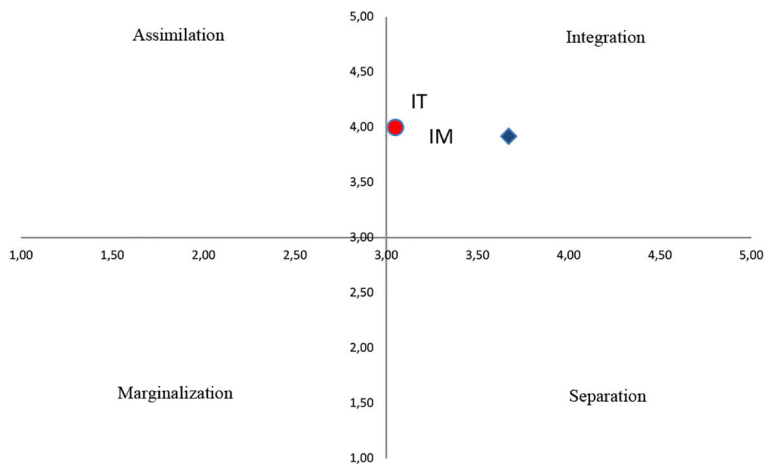 5,00
Assimilation
Integration
4,50
IT
4,00
IM
3,50
3,00
1,00 1,50 2,00 2,50 3,00 3,50 4,00 4,50 5,00
2,50
2,00
Marginalization
1,50
Separation
1,00